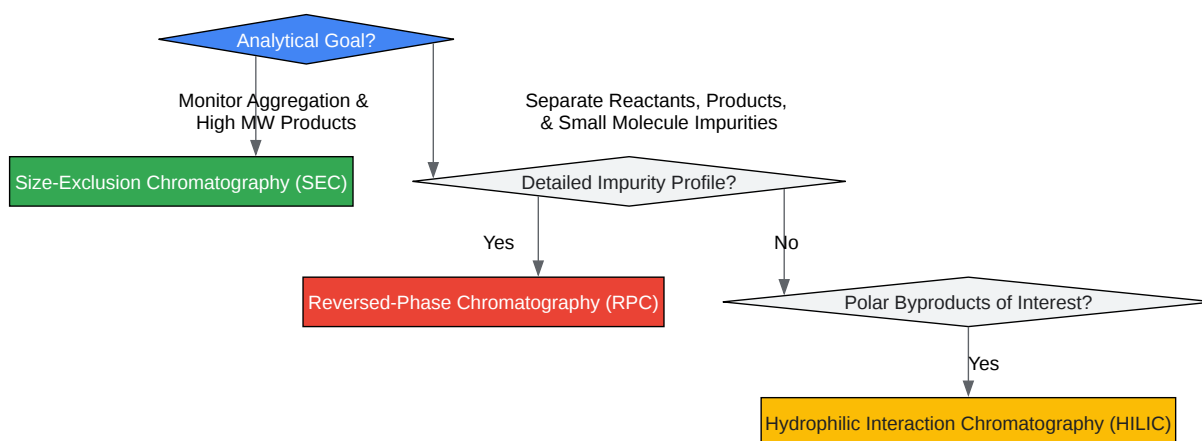 Analytical Goal?
Monitor Aggregation &
High MW Products
Separate Reactants, Products,
& Small Molecule Impurities
Size-Exclusion Chromatography (SEC)
Detailed Impurity Profile?
Yes
No
Reversed-Phase Chromatography (RPC)
Polar Byproducts of Interest?
Yes
Hydrophilic Interaction Chromatography (HILIC)